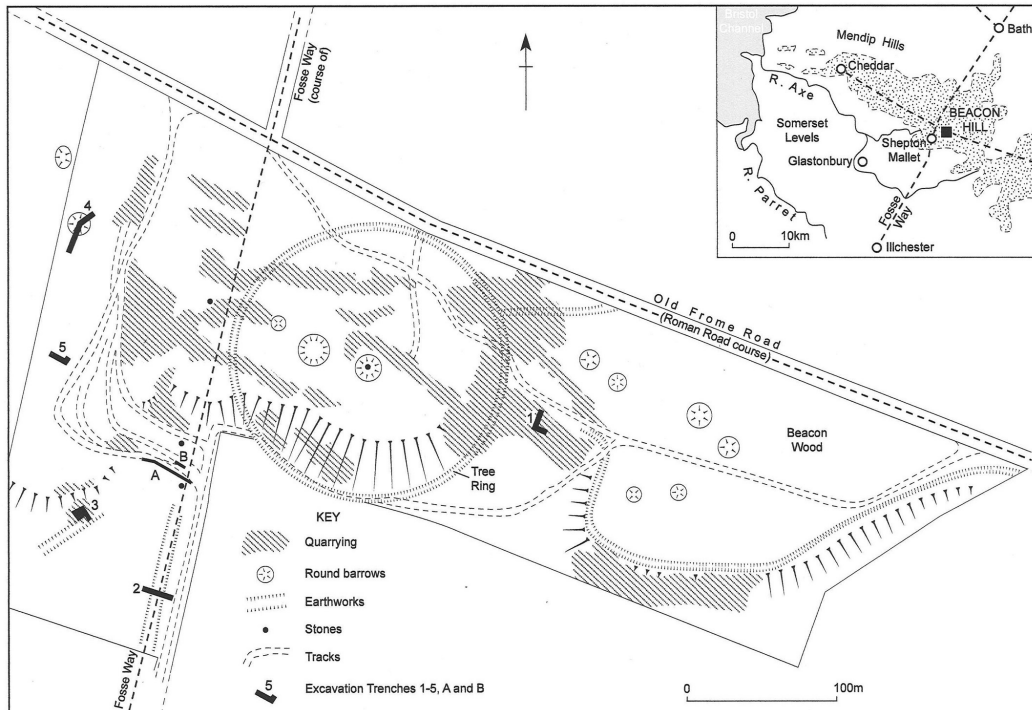 Fosse Way
(course of)
Bristol
Channel
Bath
Mendip Hills
Cheddar
R. Axe
BEACON
HILL
Somerset
Levels
Shepton
Mallet
Glastonbury
R. Parret
Fosse
Way
0 10km
Illchester
4
5
Old Frome Road
(Roman Road course)
1
Beacon
Wood
B
A
Tree
Ring
3
2
Fosse Way
KEY
Quarrying
Round barrows
Earthworks
Stones
Tracks
5
Excavation Trenches 1-5, A and B
0 100m